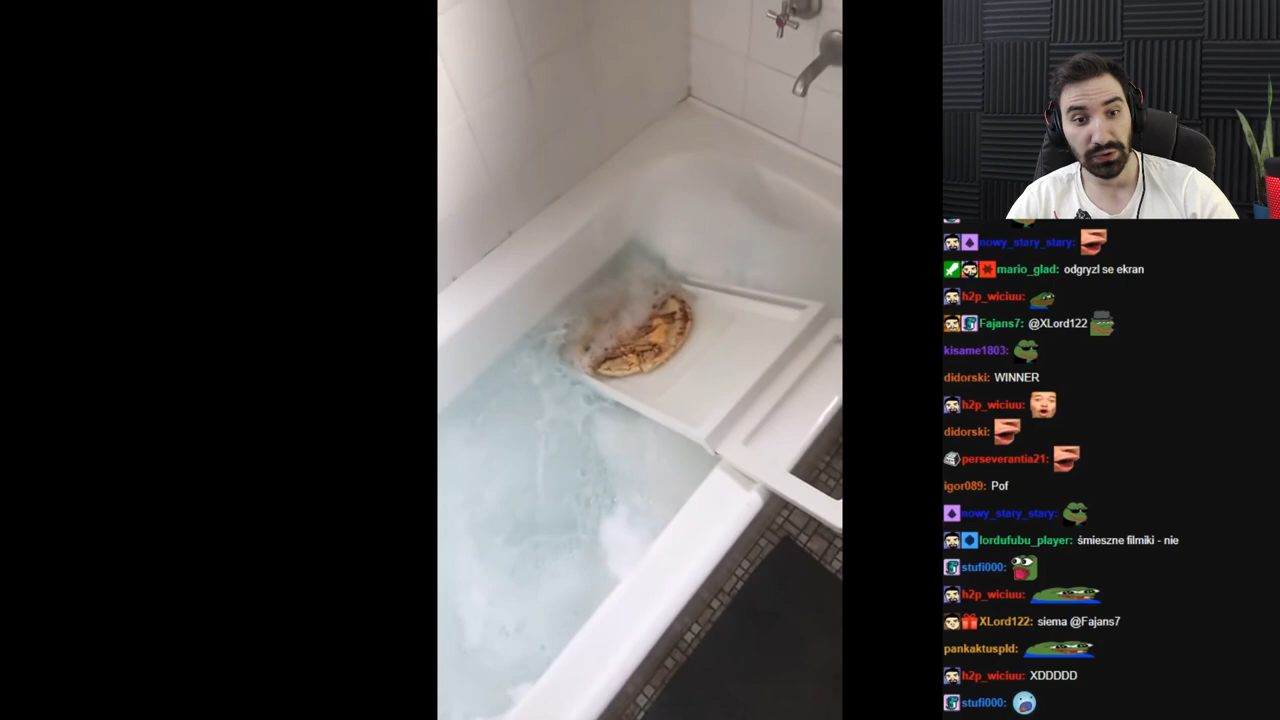 nowy_stary_stary:
mario_glad: odgryzl se ekran
h2p_wiciuu:
Fajans7: @XLord122
kisame1803:
didorski: WINNER
h2p_wiciuu:
didorski:
perseverantia21:
igor089: Pof
nowy_stary_stary:
lordufubu_player: śmieszne filmiki - nie
stufi000:
h2p_wiciuu:
XLord122: siema @Fajans7
pankaktuspld:
h2p_wiciuu: XDDDDD
stufi000: